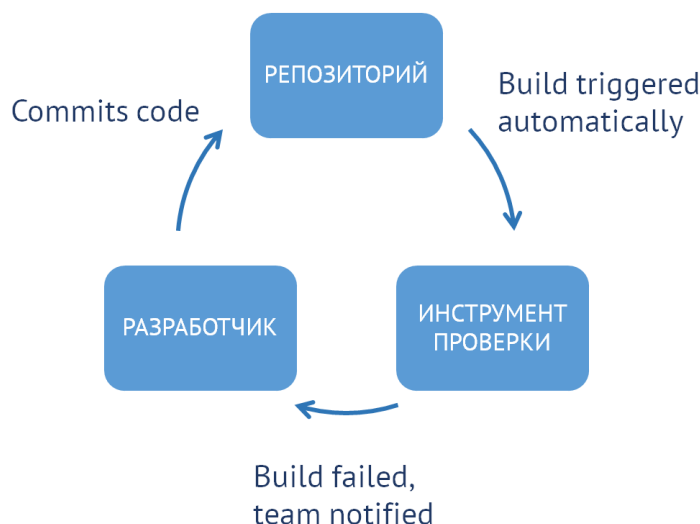 РЕПОЗИТОРИЙ
Commits code
Build triggered
automatically
РАЗРАБОТЧИК
ИНСТРУМЕНТ
ПРОВЕРКИ
Build failed,
team notified